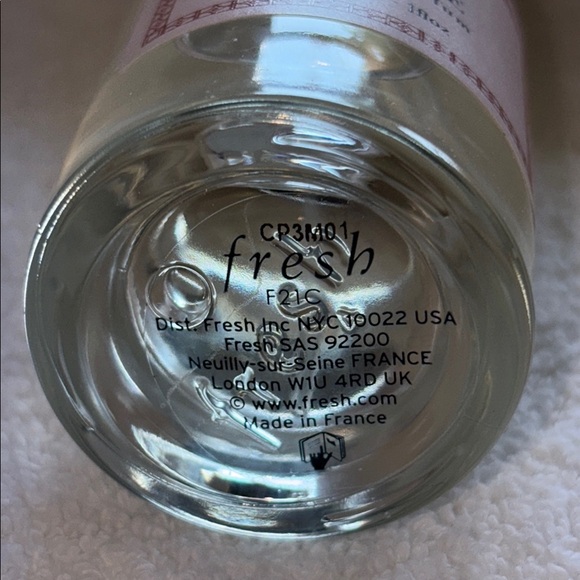 1floz
CP3M01
fresh
F21C
Dist. Fresh Inc NYC 10022 USA
Fresh SAS 92200
Neuilly-sur-Seine FRANCE
London W1U 4RD UK
© www.fresh.com
Made in France